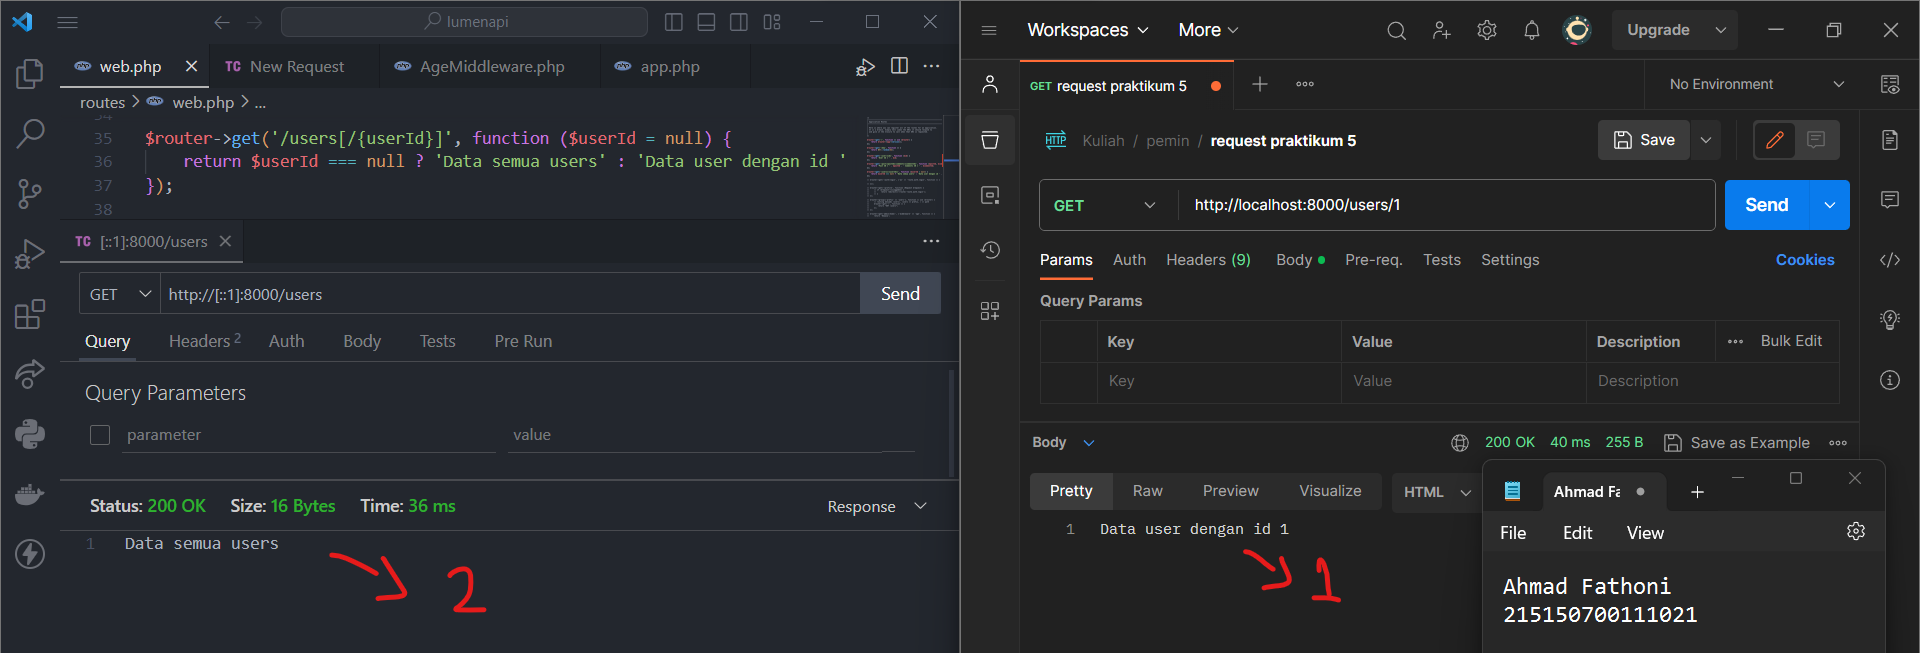 lumenapi
web.php
TC New Request
AgeMiddleware.php
app.php
routes > web.php > ...
34
35 $router->get('/users[/{userId}]', function ($userId = null) {
36 return $userId === null ? 'Data semua users' : 'Data user dengan id '
37 });
38
TC [::1]:8000/users
GET http://[::1]:8000/users Send
Query Headers 2 Auth Body Tests Pre Run
Query Parameters
parameter value
Status: 200 OK Size: 16 Bytes Time: 36 ms Response
1 Data semua users
2
Workspaces More Upgrade
GET request praktikum 5 No Environment
HTTP Kuliah / pemin / request praktikum 5 Save
GET http://localhost:8000/users/1 Send
Params Auth Headers (9) Body Pre-req. Tests Settings Cookies
Query Params
Key Value Description Bulk Edit
Key Value Description
Body 200 OK 40 ms 255 B Save as Example
Pretty Raw Preview Visualize HTML
1 Data user dengan id 1
1
Ahmad Fa
File Edit View
Ahmad Fathoni
215150700111021